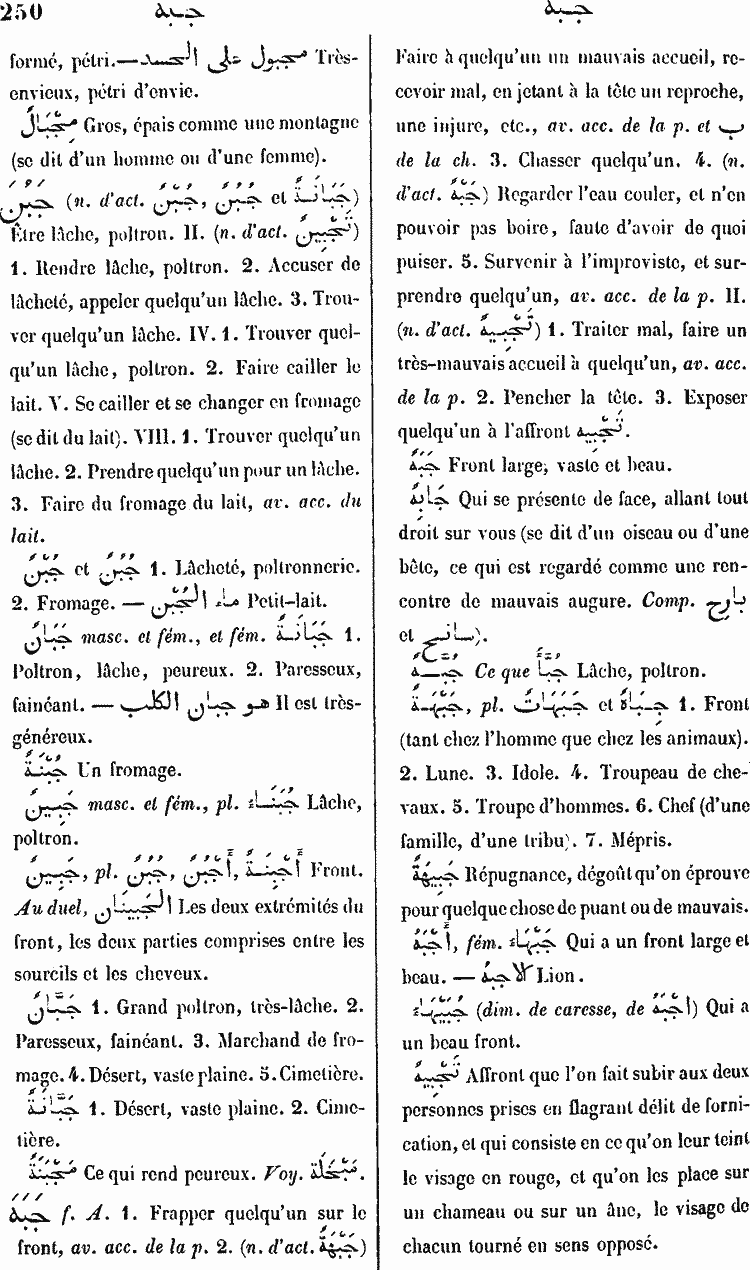 250 جبه جبه
formé, pétri.—مجبول على الحسد Très-
envieux, pétri d'envie.
مِجْبَالٌ Gros, épais comme une montagne
(se dit d'un homme ou d'une femme).
جَبُنَ (n. d'act. جُبْنٌ, جُبُنٌ et جَبَانَةٌ)
Être lâche, poltron. II. (n. d'act. تَجْبِينٌ)
1. Rendre lâche, poltron. 2. Accuser de
lâcheté, appeler quelqu'un lâche. 3. Trou-
ver quelqu'un lâche. IV. 1. Trouver quel-
qu'un lâche, poltron. 2. Faire cailler le
lait. V. Se cailler et se changer en fromage
(se dit du lait). VIII. 1. Trouver quelqu'un
lâche. 2. Prendre quelqu'un pour un lâche.
3. Faire du fromage du lait, av. acc. du
lait.
جُبْنٌ et جُبُنٌ 1. Lâcheté, poltronnerie.
2. Fromage. — ماء الجُبْن Petit-lait.
جَبَانٌ masc. et fém., et fém. جَبَانَةٌ 1.
Poltron, lâche, peureux. 2. Paresseux,
fainéant. — هو جبان الكلب Il est très-
généreux.
جُبْنَةٌ Un fromage.
جَبِينٌ masc. et fém., pl. جُبَنَاء Lâche,
poltron.
جَبِينٌ, pl. جُبُنٌ, أَجْبُنٌ, أَجْبِنَةٌ Front.
Au duel, الجَبِينَان Les deux extrémités du
front, les deux parties comprises entre les
sourcils et les cheveux.
جَبَّانٌ 1. Grand poltron, très-lâche. 2.
Paresseux, fainéant. 3. Marchand de fro-
mage. 4. Désert, vaste plaine. 5. Cimetière.
جَبَّانَةٌ 1. Désert, vaste plaine. 2. Cime-
tière.
مَجْبَنَةٌ Ce qui rend peureux. Voy. مَبْخَلَة.
جَبَهَ f. A. 1. Frapper quelqu'un sur le
front, av. acc. de la p. 2. (n. d'act. جَبْهَةٌ)
Faire à quelqu'un un mauvais accueil, re-
cevoir mal, en jetant à la tête un reproche,
une injure, etc., av. acc. de la p. et ب
de la ch. 3. Chasser quelqu'un. 4. (n.
d'act. جَبْهٌ) Regarder l'eau couler, et n'en
pouvoir pas boire, faute d'avoir de quoi
puiser. 5. Survenir à l'improviste, et sur-
prendre quelqu'un, av. acc. de la p. II.
(n. d'act. تَجْبِيهٌ) 1. Traiter mal, faire un
très-mauvais accueil à quelqu'un, av. acc.
de la p. 2. Pencher la tête. 3. Exposer
quelqu'un à l'affront تَجْبِيه.
جَبَهٌ Front large, vaste et beau.
جَابِهٌ Qui se présente de face, allant tout
droit sur vous (se dit d'un oiseau ou d'une
bête, ce qui est regardé comme une ren-
contre de mauvais augure. Comp. بارح
et سانح).
جُبَّهٌ Ce que جُبَّأٌ Lâche, poltron.
جَبْهَةٌ, pl. جَبَهَاتٌ et جِبَاهٌ 1. Front
(tant chez l'homme que chez les animaux).
2. Lune. 3. Idole. 4. Troupeau de che-
vaux. 5. Troupe d'hommes. 6. Chef (d'une
famille, d'une tribu). 7. Mépris.
جَبِيهَةٌ Répugnance, dégoût qu'on éprouve
pour quelque chose de puant ou de mauvais.
أَجْبَهُ, fém. جَبْهَاء Qui a un front large et
beau. — الاجبهُ Lion.
جُبَيْهَاء (dim. de caresse, de أَجْبَهُ) Qui a
un beau front.
تَجْبِيهٌ Affront que l'on fait subir aux deux
personnes prises en flagrant délit de forni-
cation, et qui consiste en ce qu'on leur teint
le visage en rouge, et qu'on les place sur
un chameau ou sur un âne, le visage de
chacun tourné en sens opposé.